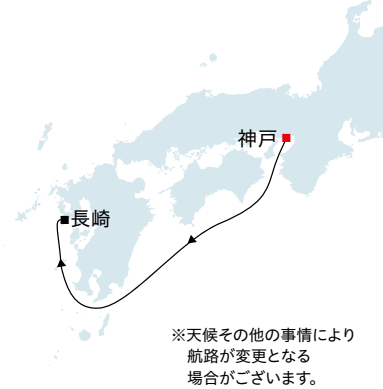 神戸
長崎
※天候その他の事情により
航路が変更となる
場合がございます。